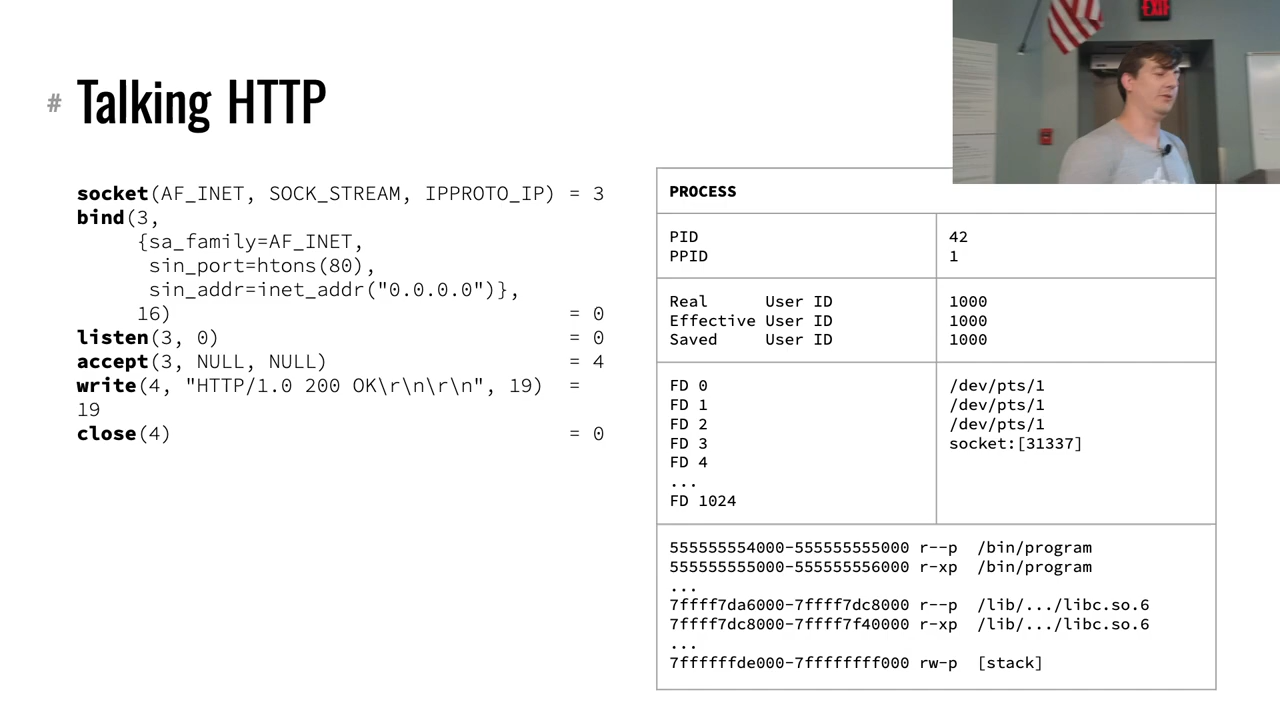 # Talking HTTP
socket(AF_INET, SOCK_STREAM, IPPROTO_IP) = 3
bind(3,
{sa_family=AF_INET,
sin_port=htons(80),
sin_addr=inet_addr("0.0.0.0")},
16) = 0
listen(3, 0) = 0
accept(3, NULL, NULL) = 4
write(4, "HTTP/1.0 200 OK\r\n\r\n", 19) =
19
close(4) = 0
EXIT
PROCESS
PID 42
PPID 1
Real User ID 1000
Effective User ID 1000
Saved User ID 1000
FD 0 /dev/pts/1
FD 1 /dev/pts/1
FD 2 /dev/pts/1
FD 3 socket:[31337]
FD 4
...
FD 1024
555555554000-555555555000 r--p /bin/program
555555555000-555555556000 r-xp /bin/program
...
7ffff7da6000-7ffff7dc8000 r--p /lib/.../libc.so.6
7ffff7dc8000-7ffff7f40000 r-xp /lib/.../libc.so.6
...
7ffffffde000-7ffffffff000 rw-p [stack]